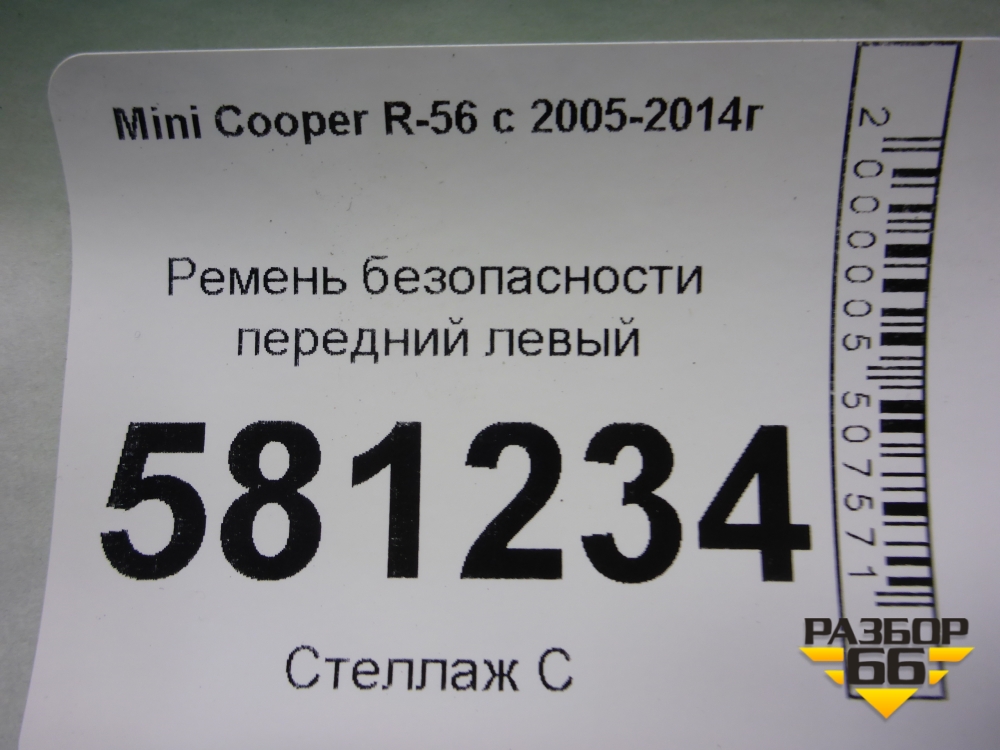 Mini Cooper R-56 с 2005-2014г
Ремень безопасности
передний левый
581234
Стеллаж С
2000005507571
РАЗБОР
66